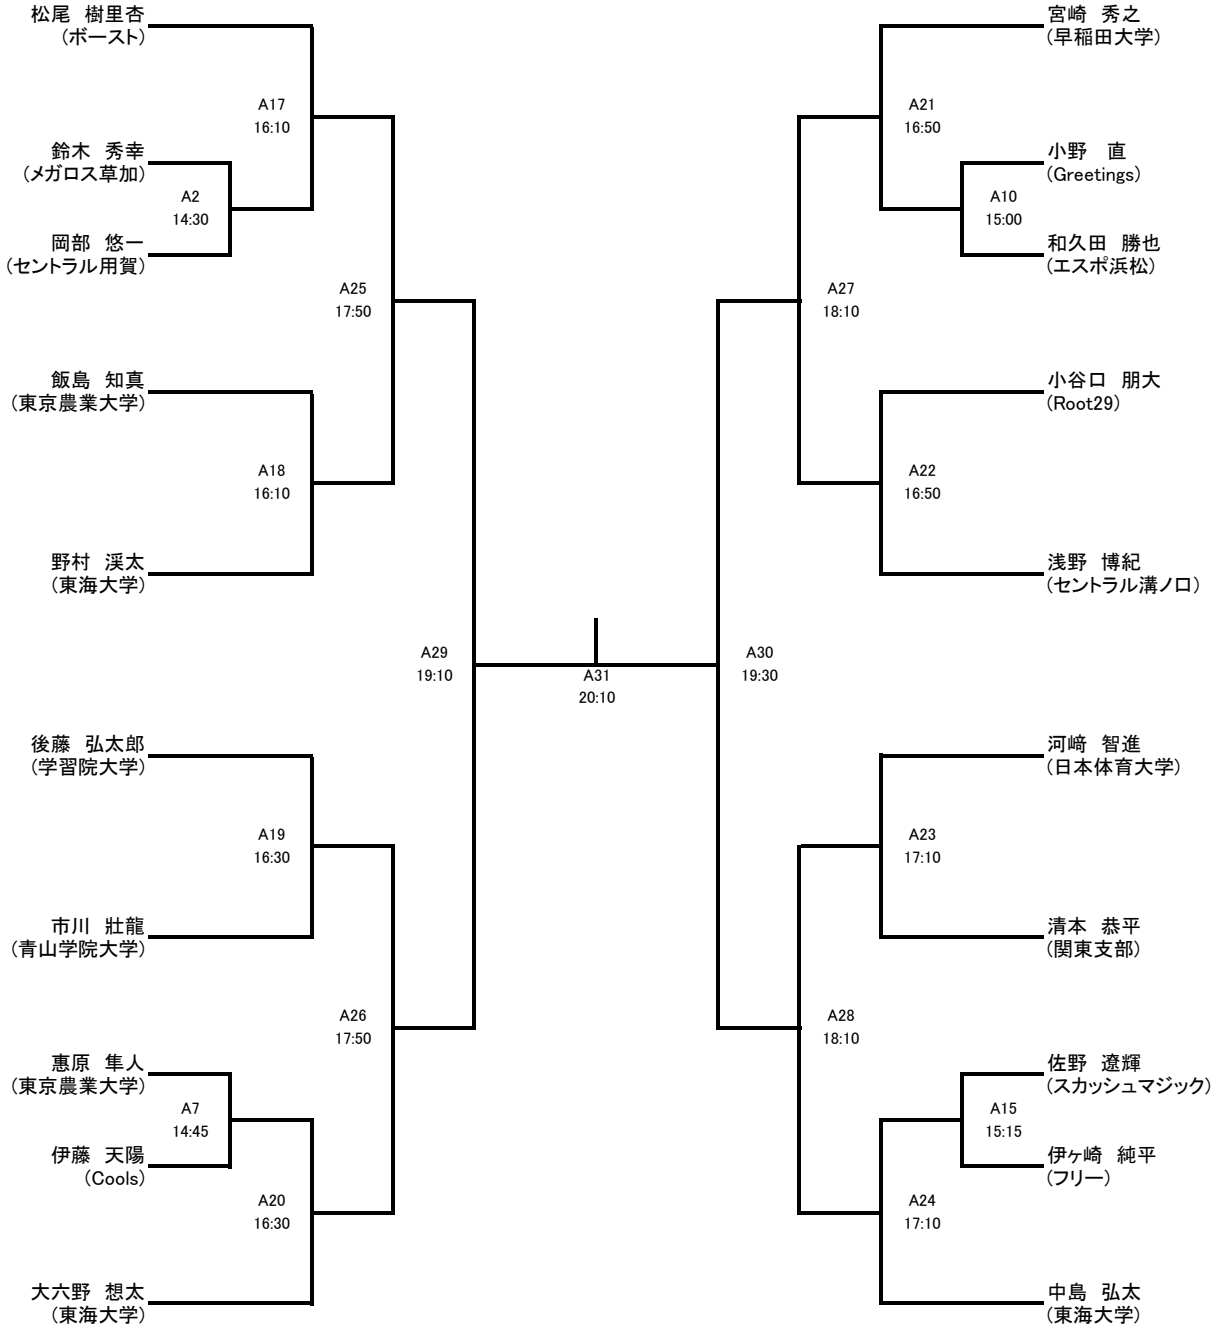 松尾 樹里杏
(ボースト)
A17
16:10
鈴木 秀幸
(メガロス草加)
A2
14:30
岡部 悠一
(セントラル用賀)
A25
17:50
飯島 知真
(東京農業大学)
A18
16:10
野村 渓太
(東海大学)
A29
19:10
後藤 弘太郎
(学習院大学)
A19
16:30
市川 壯龍
(青山学院大学)
A26
17:50
惠原 隼人
(東京農業大学)
A7
14:45
伊藤 天陽
(Cools)
A20
16:30
大六野 想太
(東海大学)
A31
20:10
宮崎 秀之
(早稲田大学)
A21
16:50
小野 直
(Greetings)
A10
15:00
和久田 勝也
(エスポ浜松)
A27
18:10
小谷口 朋大
(Root29)
A22
16:50
浅野 博紀
(セントラル溝ノ口)
A30
19:30
河﨑 智進
(日本体育大学)
A23
17:10
清本 恭平
(関東支部)
A28
18:10
佐野 遼輝
(スカッシュマジック)
A15
15:15
伊ヶ崎 純平
(フリー)
A24
17:10
中島 弘太
(東海大学)